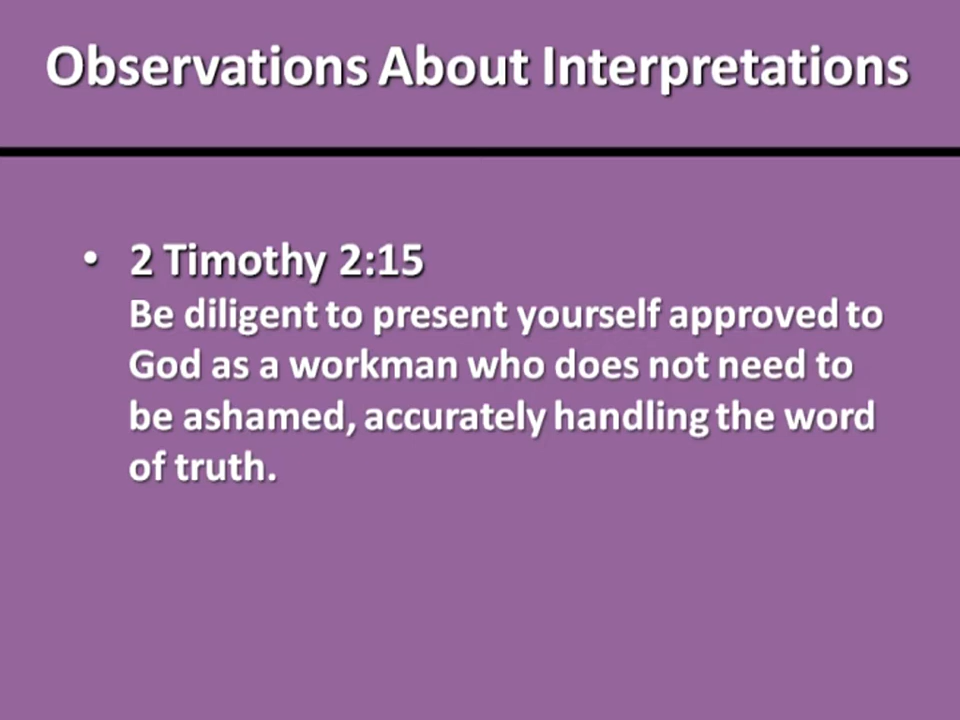 Observations About Interpretations
• 2 Timothy 2:15
Be diligent to present yourself approved to
God as a workman who does not need to
be ashamed, accurately handling the word
of truth.